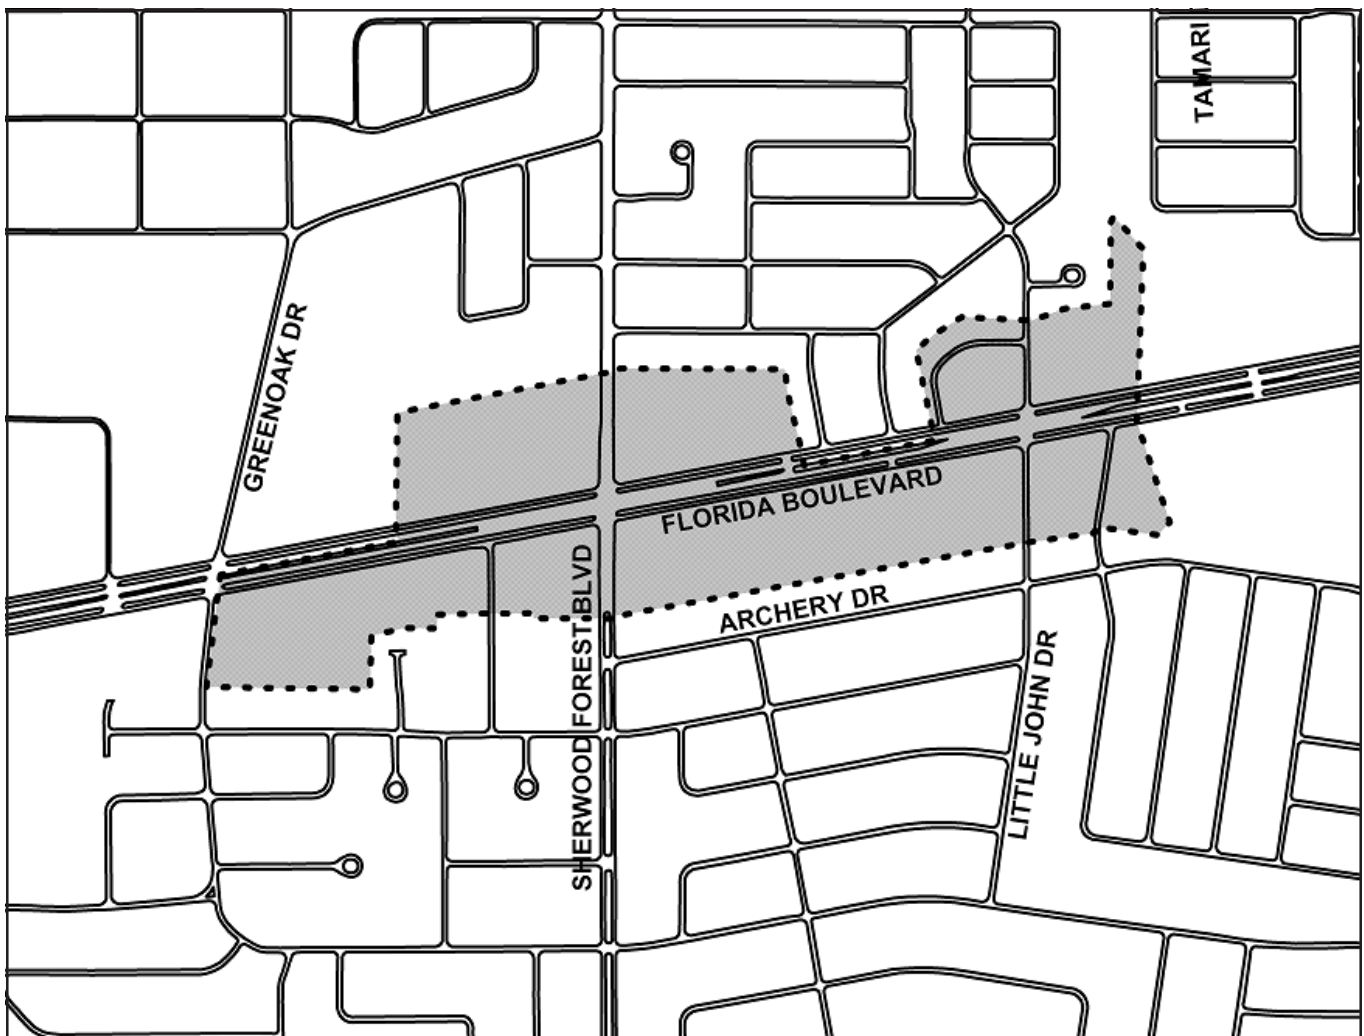 TAMARI
GREENOAK DR
FLORIDA BOULEVARD
SHERWOOD FOREST BLVD
ARCHERY DR
LITTLE JOHN DR